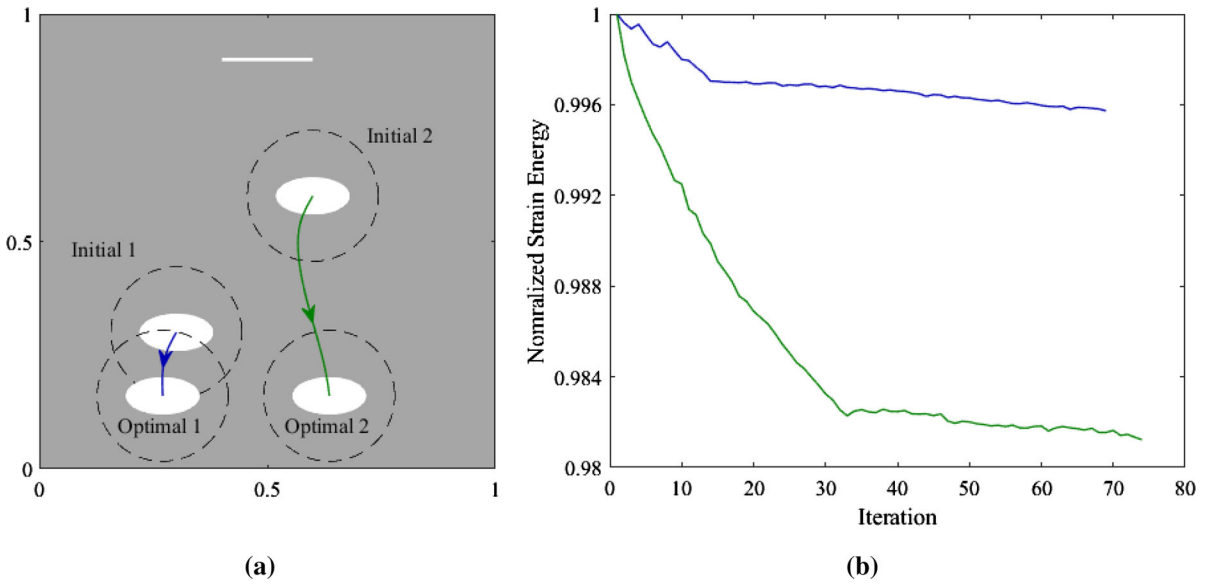 1
Initial 2
0.5
Initial 1
Optimal 1
Optimal 2
0
0
0.5
1
(a)
1
0.996
0.992
0.988
0.984
0.98
Nomralized Strain Energy
0
10
20
30
40
50
60
70
80
Iteration
(b)